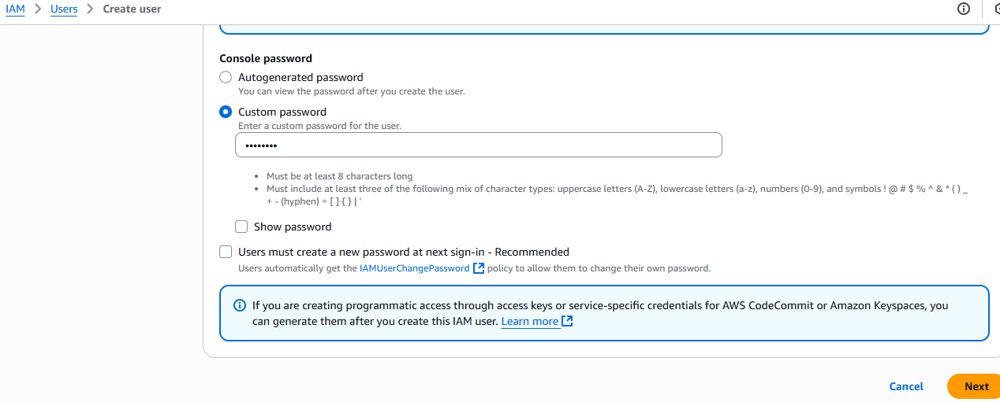 IAM > Users > Create user
Console password
Autogenerated password
You can view the password after you create the user.
Custom password
Enter a custom password for the user.
••••••••
• Must be at least 8 characters long
• Must include at least three of the following mix of character types: uppercase letters (A-Z), lowercase letters (a-z), numbers (0-9), and symbols ! @ # $ % ^ & * ( ) _
+ - (hyphen) = [ ] { } | '
Show password
Users must create a new password at next sign-in - Recommended
Users automatically get the IAMUserChangePassword policy to allow them to change their own password.
If you are creating programmatic access through access keys or service-specific credentials for AWS CodeCommit or Amazon Keyspaces, you
can generate them after you create this IAM user. Learn more
Cancel
Next